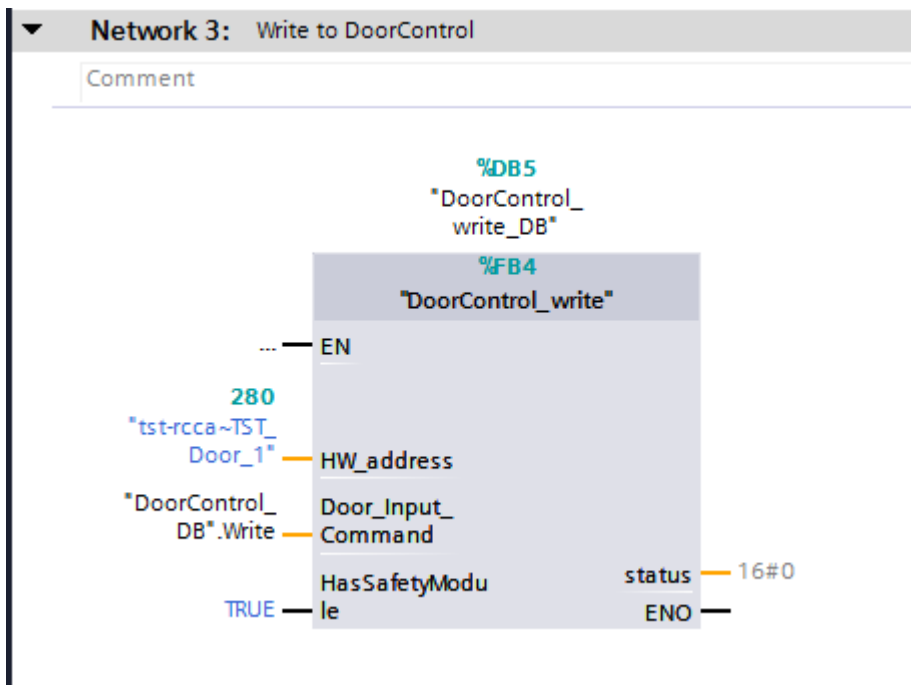 Network 3: Write to DoorControl
Comment
%DB5
"DoorControl_
write_DB"
%FB4
"DoorControl_write"
... EN
280
"tst-rcca~TST_
Door_1" HW_address
"DoorControl_ Door_Input_
DB".Write Command
HasSafetyModu status 16#0
TRUE le ENO